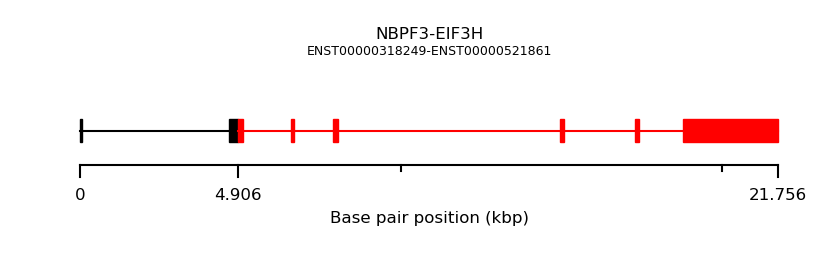 NBPF3-EIF3H
ENST00000318249-ENST00000521861
0 4.906 21.756
Base pair position (kbp)